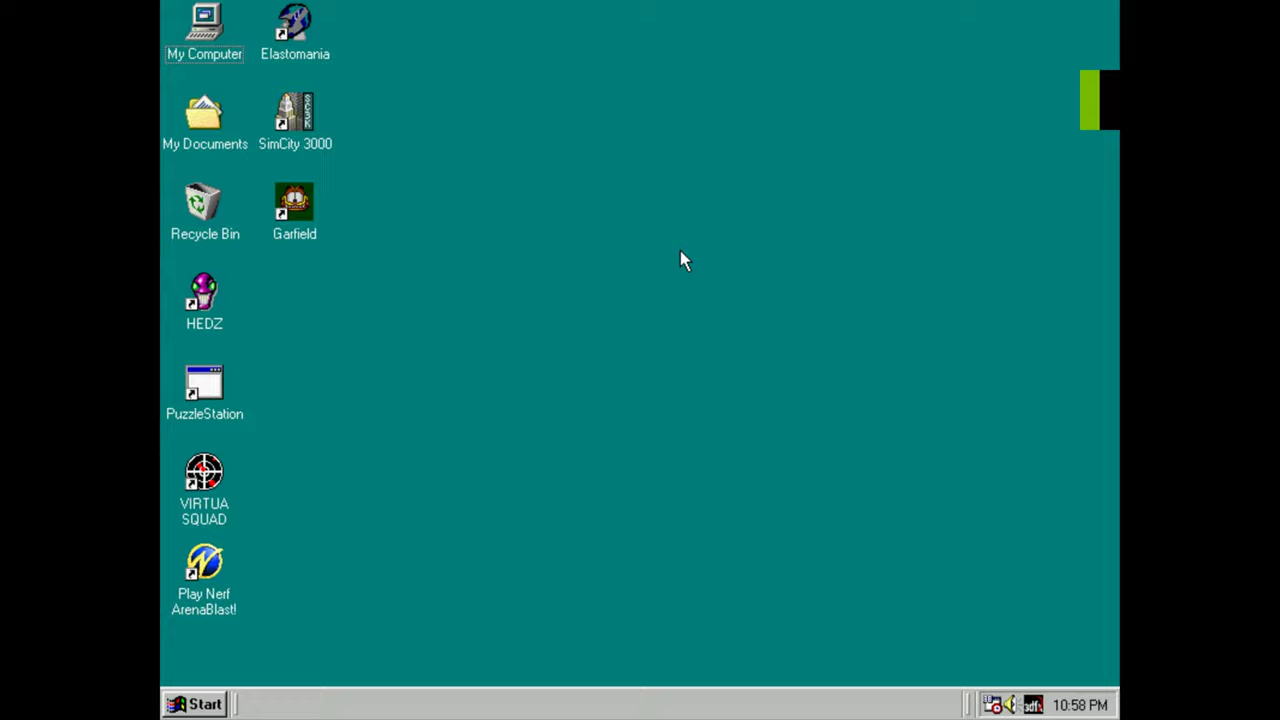 My Computer
Elastomania
My Documents
SimCity 3000
Recycle Bin
Garfield
HEDZ
PuzzleStation
VIRTUA
SQUAD
Play Nerf
ArenaBlast!
Start
3dfx
10:58 PM